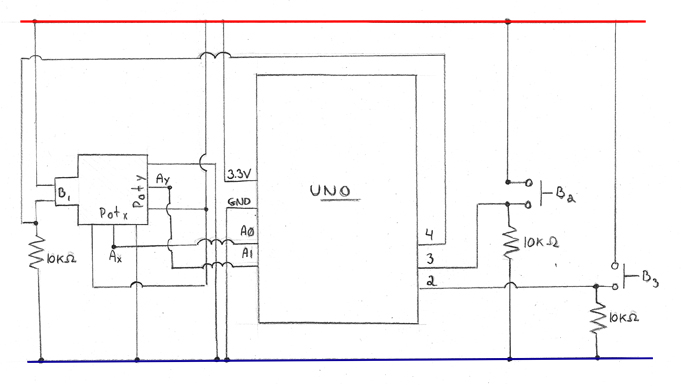 3.3V
UNO
GND
B1
Pot x
Pot y
Ay
Ax
10KΩ
A0
A1
4
3
2
B2
10KΩ
B3
10KΩ